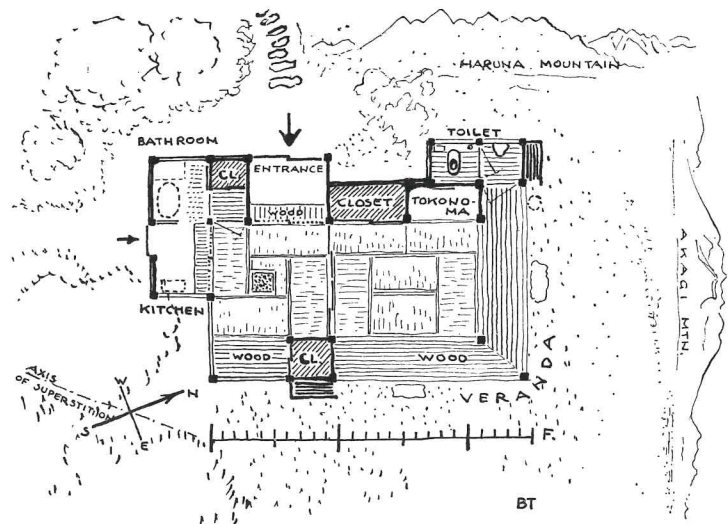 HARUNA MOUNTAIN
BATHROOM
TOILET
CL.
ENTRANCE
CLOSET
TOKONO-
MA
WOOD
AKAGI MTN.
KITCHEN
WOOD
CL.
WOOD
VERANDA
AXIS
OF SUPERSTITION
W
N
S
E
F.
BT